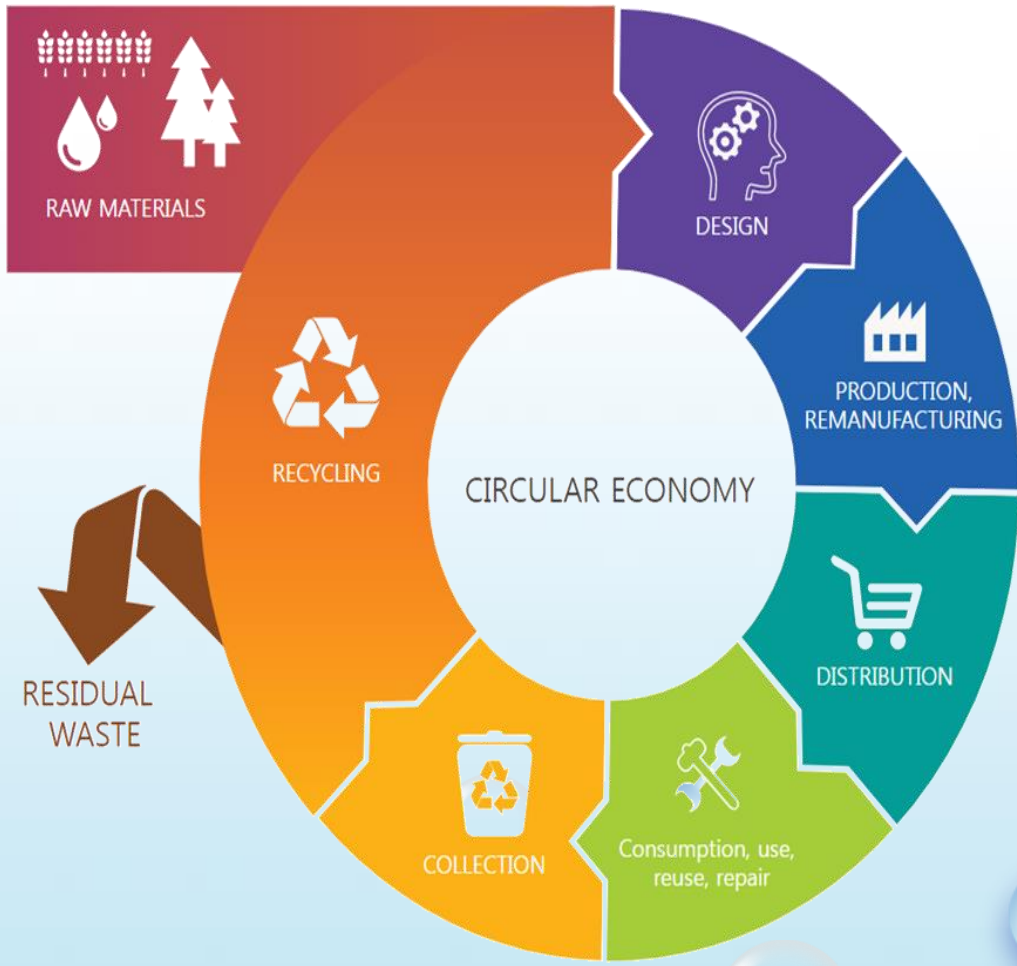 RAW MATERIALS
DESIGN
PRODUCTION,
REMANUFACTURING
RECYCLING
CIRCULAR ECONOMY
DISTRIBUTION
RESIDUAL
WASTE
Consumption, use,
reuse, repair
COLLECTION